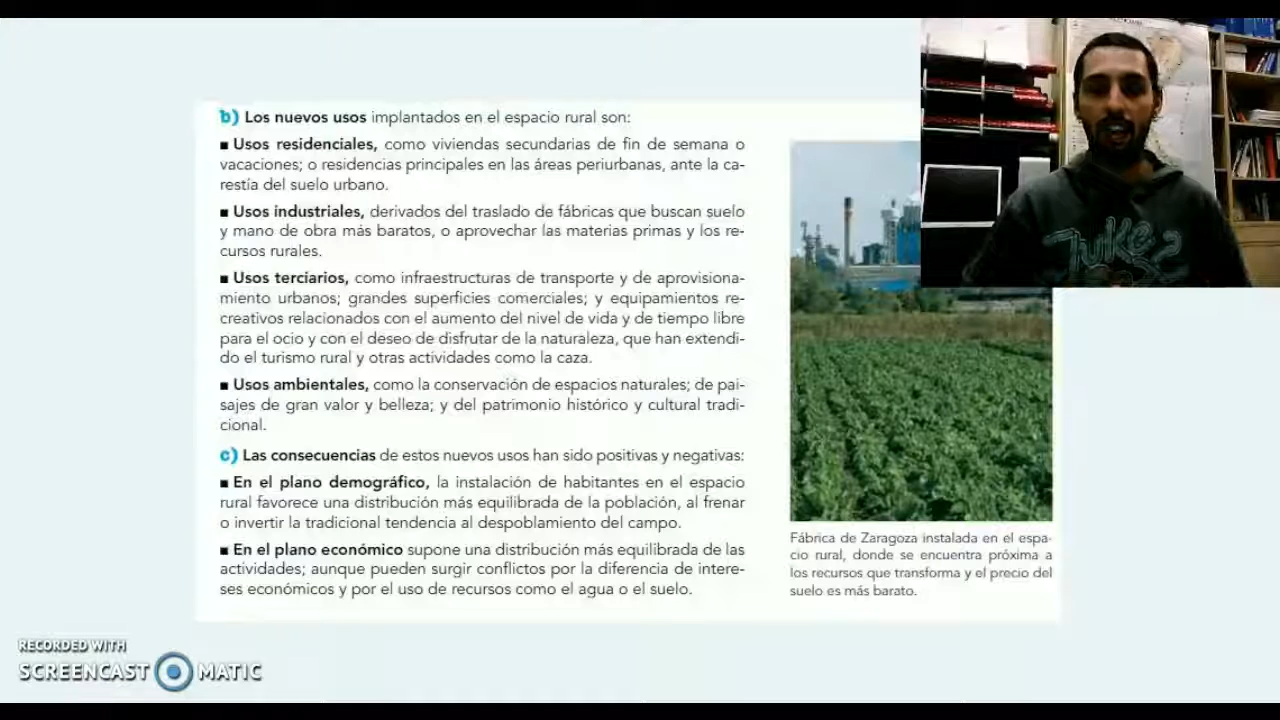 b) Los nuevos usos implantados en el espacio rural son:
■ Usos residenciales, como viviendas secundarias de fin de semana o
vacaciones; o residencias principales en las áreas periurbanas, ante la ca-
restía del suelo urbano.
■ Usos industriales, derivados del traslado de fábricas que buscan suelo
y mano de obra más baratos, o aprovechar las materias primas y los re-
cursos rurales.
■ Usos terciarios, como infraestructuras de transporte y de aprovisiona-
miento urbanos; grandes superficies comerciales; y equipamientos re-
creativos relacionados con el aumento del nivel de vida y de tiempo libre
para el ocio y con el deseo de disfrutar de la naturaleza, que han extendi-
do el turismo rural y otras actividades como la caza.
■ Usos ambientales, como la conservación de espacios naturales; de pai-
sajes de gran valor y belleza; y del patrimonio histórico y cultural tradi-
cional.
c) Las consecuencias de estos nuevos usos han sido positivas y negativas:
■ En el plano demográfico, la instalación de habitantes en el espacio
rural favorece una distribución más equilibrada de la población, al frenar
o invertir la tradicional tendencia al despoblamiento del campo.
■ En el plano económico supone una distribución más equilibrada de las
actividades; aunque pueden surgir conflictos por la diferencia de intere-
ses económicos y por el uso de recursos como el agua o el suelo.
Fábrica de Zaragoza instalada en el espa-
cio rural, donde se encuentra próxima a
los recursos que transforma y el precio del
suelo es más barato.
RECORDED WITH
SCREENCAST MATIC